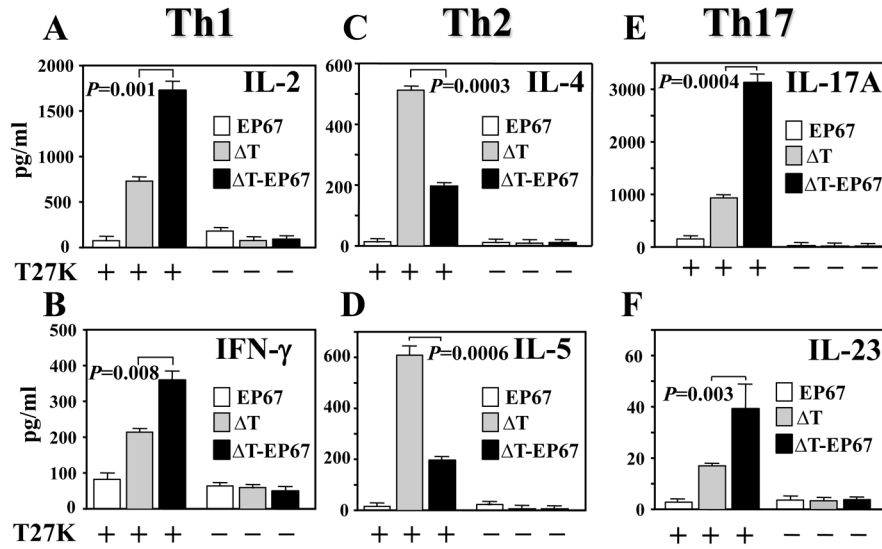 Th1
Th2
Th17
A
2000
1500
1000
500
0
pg/ml
P=0.001
IL-2
EP67
ΔT
ΔT-EP67
T27K + + + − − −
C
600
400
200
0
P=0.0003
IL-4
EP67
ΔT
ΔT-EP67
+ + + − − −
E
3000
2000
1000
0
P=0.0004
IL-17A
EP67
ΔT
ΔT-EP67
+ + + − − −
B
500
400
300
200
100
0
pg/ml
P=0.008
IFN-γ
EP67
ΔT
ΔT-EP67
T27K + + + − − −
D
600
400
200
0
P=0.0006
IL-5
EP67
ΔT
ΔT-EP67
+ + + − − −
F
60
40
20
0
P=0.003
IL-23
EP67
ΔT
ΔT-EP67
+ + + − − −